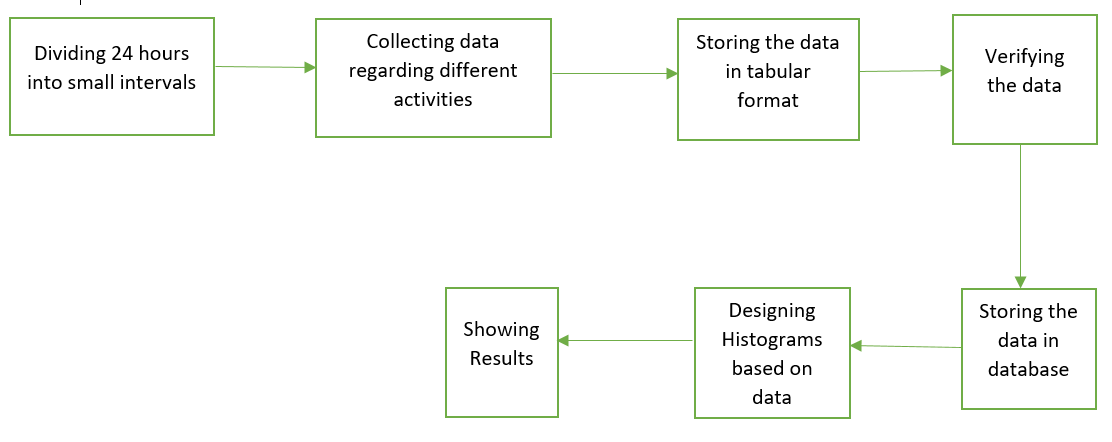 Dividing 24 hours
into small intervals
Collecting data
regarding different
activities
Storing the data
in tabular
format
Verifying
the data
Storing the
data in
database
Designing
Histograms
based on
data
Showing
Results